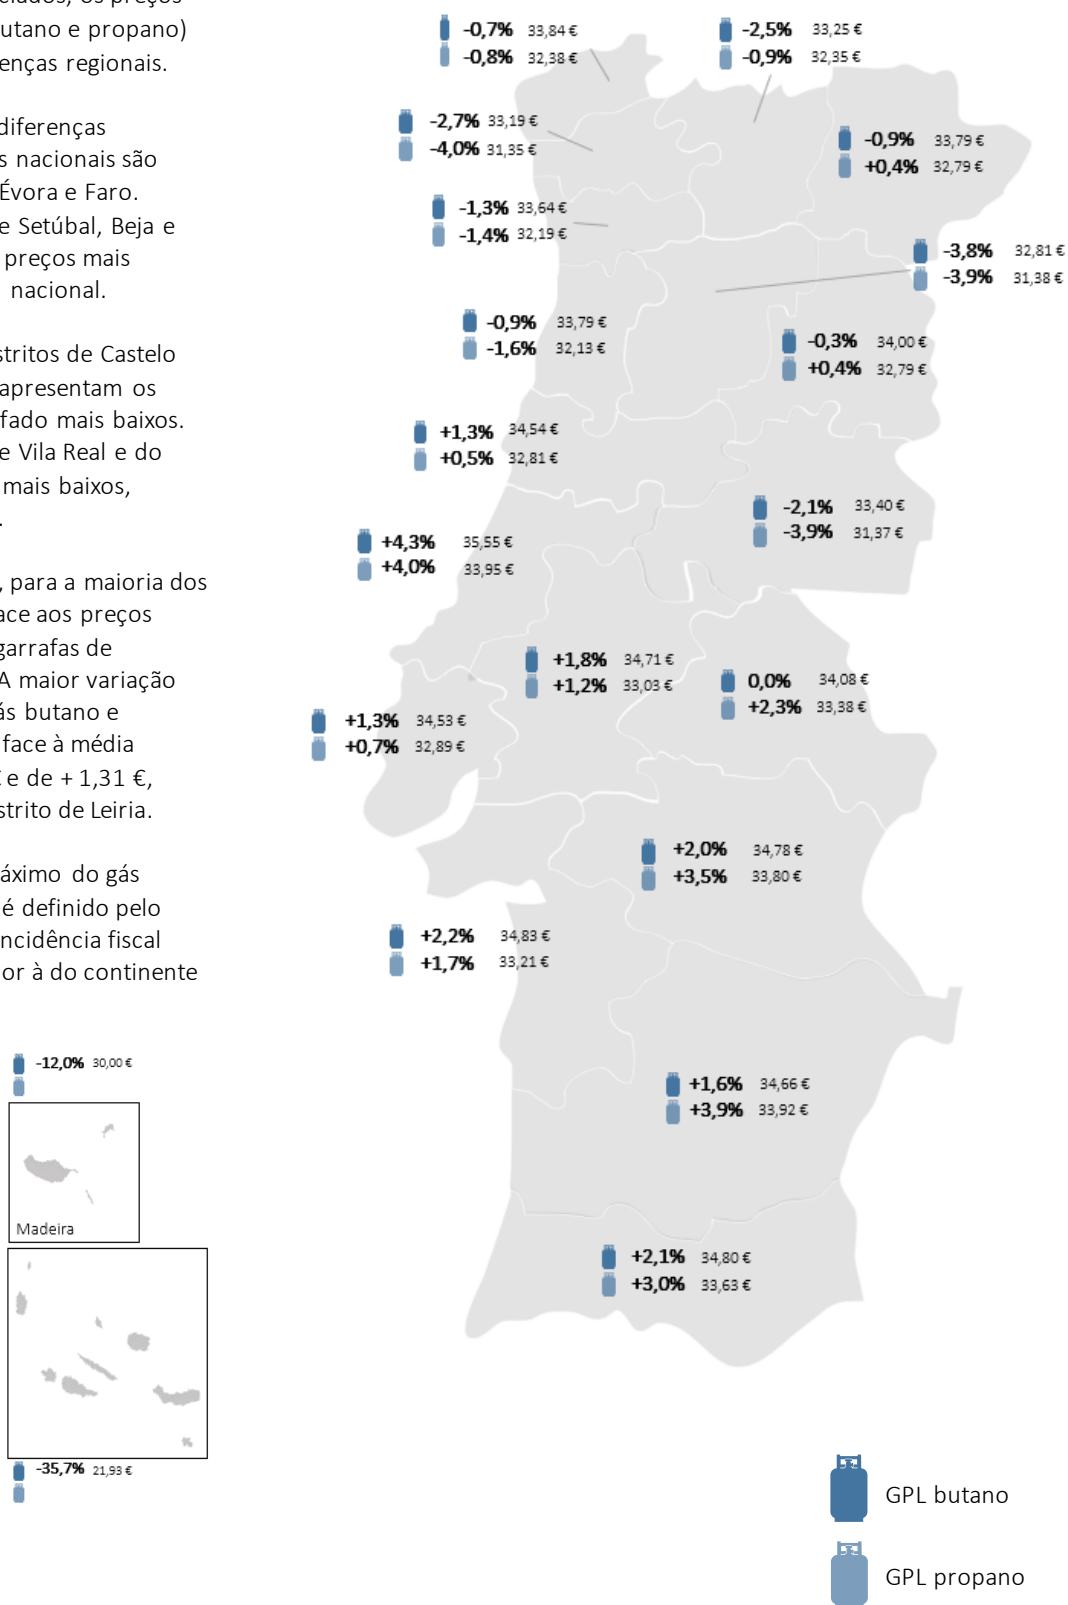 ciados, os preços
utano e propano)
enças regionais.
diferenças
s nacionais são
Évora e Faro.
e Setúbal, Beja e
preços mais
nacional.
stritos de Castelo
apresentam os
fado mais baixos.
e Vila Real e do
mais baixos,
.
, para a maioria dos
ace aos preços
garrafas de
A maior variação
ás butano e
face à média
€ e de + 1,31 €,
strito de Leiria.
áximo do gás
é definido pelo
ncidência fiscal
or à do continente
-0,7% 33,84 €
-0,8% 32,38 €
-2,5% 33,25 €
-0,9% 32,35 €
-2,7% 33,19 €
-4,0% 31,35 €
-0,9% 33,79 €
+0,4% 32,79 €
-1,3% 33,64 €
-1,4% 32,19 €
-3,8% 32,81 €
-3,9% 31,38 €
-0,9% 33,79 €
-1,6% 32,13 €
-0,3% 34,00 €
+0,4% 32,79 €
+1,3% 34,54 €
+0,5% 32,81 €
-2,1% 33,40 €
-3,9% 31,37 €
+4,3% 35,55 €
+4,0% 33,95 €
+1,8% 34,71 €
+1,2% 33,03 €
0,0% 34,08 €
+2,3% 33,38 €
+1,3% 34,53 €
+0,7% 32,89 €
+2,0% 34,78 €
+3,5% 33,80 €
+2,2% 34,83 €
+1,7% 33,21 €
+1,6% 34,66 €
+3,9% 33,92 €
+2,1% 34,80 €
+3,0% 33,63 €
-12,0% 30,00 €
Madeira
-35,7% 21,93 €
GPL butano
GPL propano